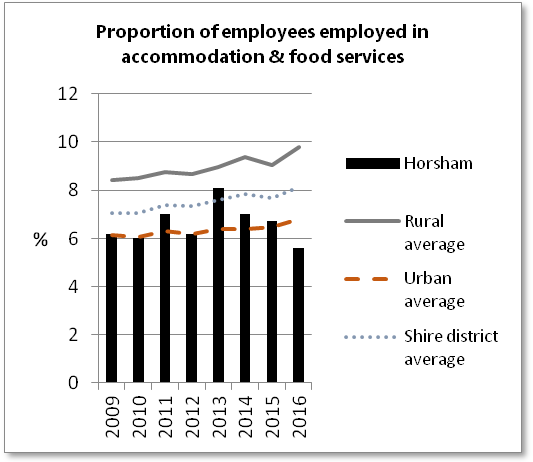 Proportion of employees employed in
accommodation & food services
12
10
8
6
4
2
0
%
2009
2010
2011
2012
2013
2014
2015
2016
Horsham
Rural
average
Urban
average
Shire district
average